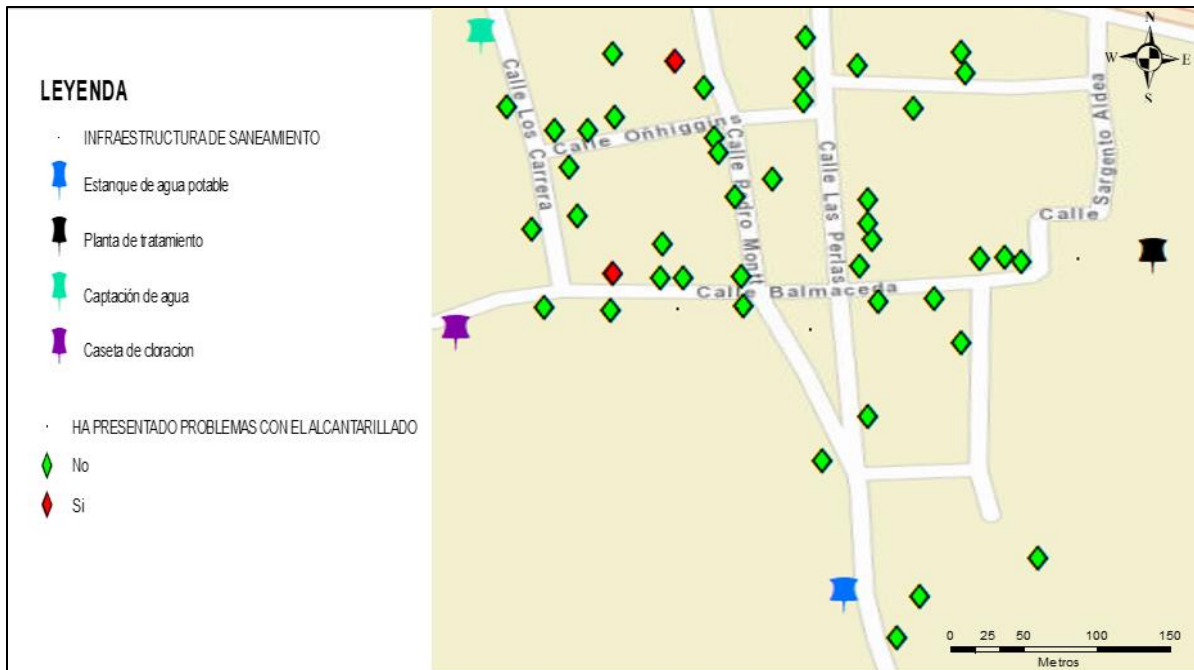 LEYENDA
INFRAESTRUCTURA DE SANEAMIENTO
Estanque de agua potable
Planta de tratamiento
Captación de agua
Caseta de cloracion
HA PRESENTADO PROBLEMAS CON EL ALCANTARILLADO
No
Si
Calle Los Carrera
Calle Oñhiggins
Calle Pedro Montt
Calle Las Perlas
Calle Balmaceda
Calle Sargento Aldea
N
W E
S
0 25 50 100 150
Metros